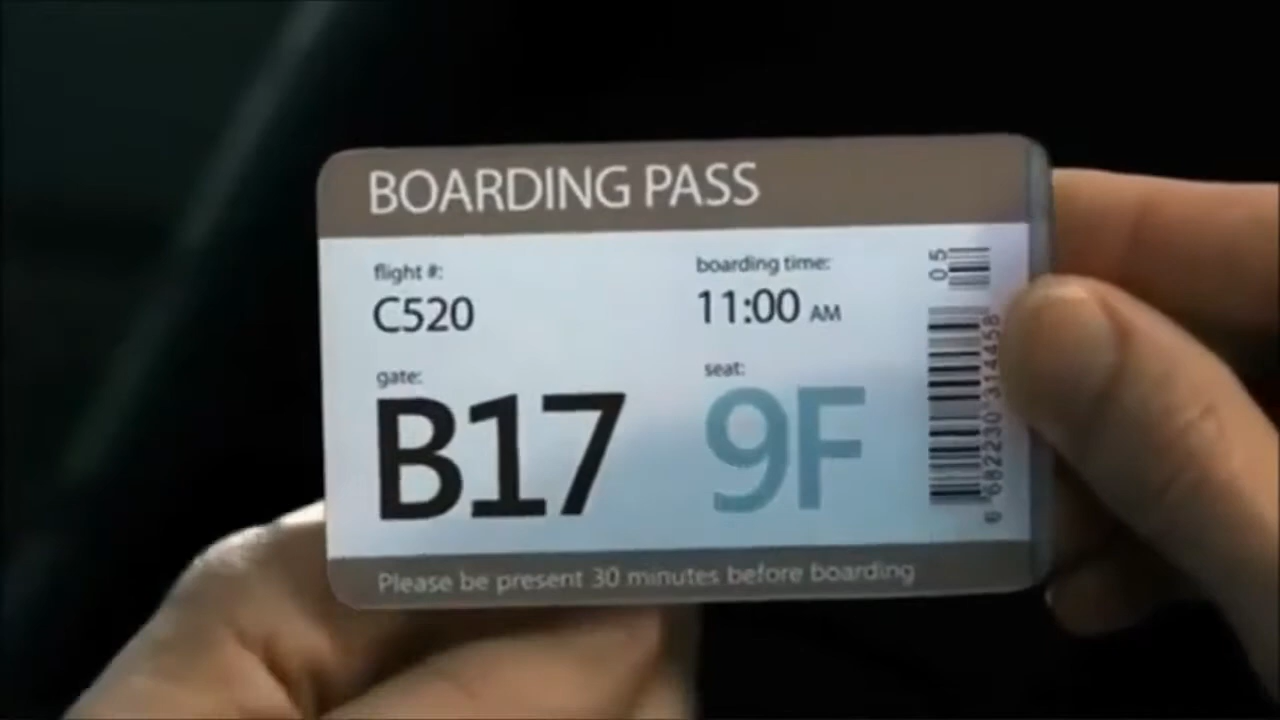 BOARDING PASS
flight #:
C520
boarding time:
11:00 AM
gate:
B17
seat:
9F
05
6 682230 314458
Please be present 30 minutes before boarding